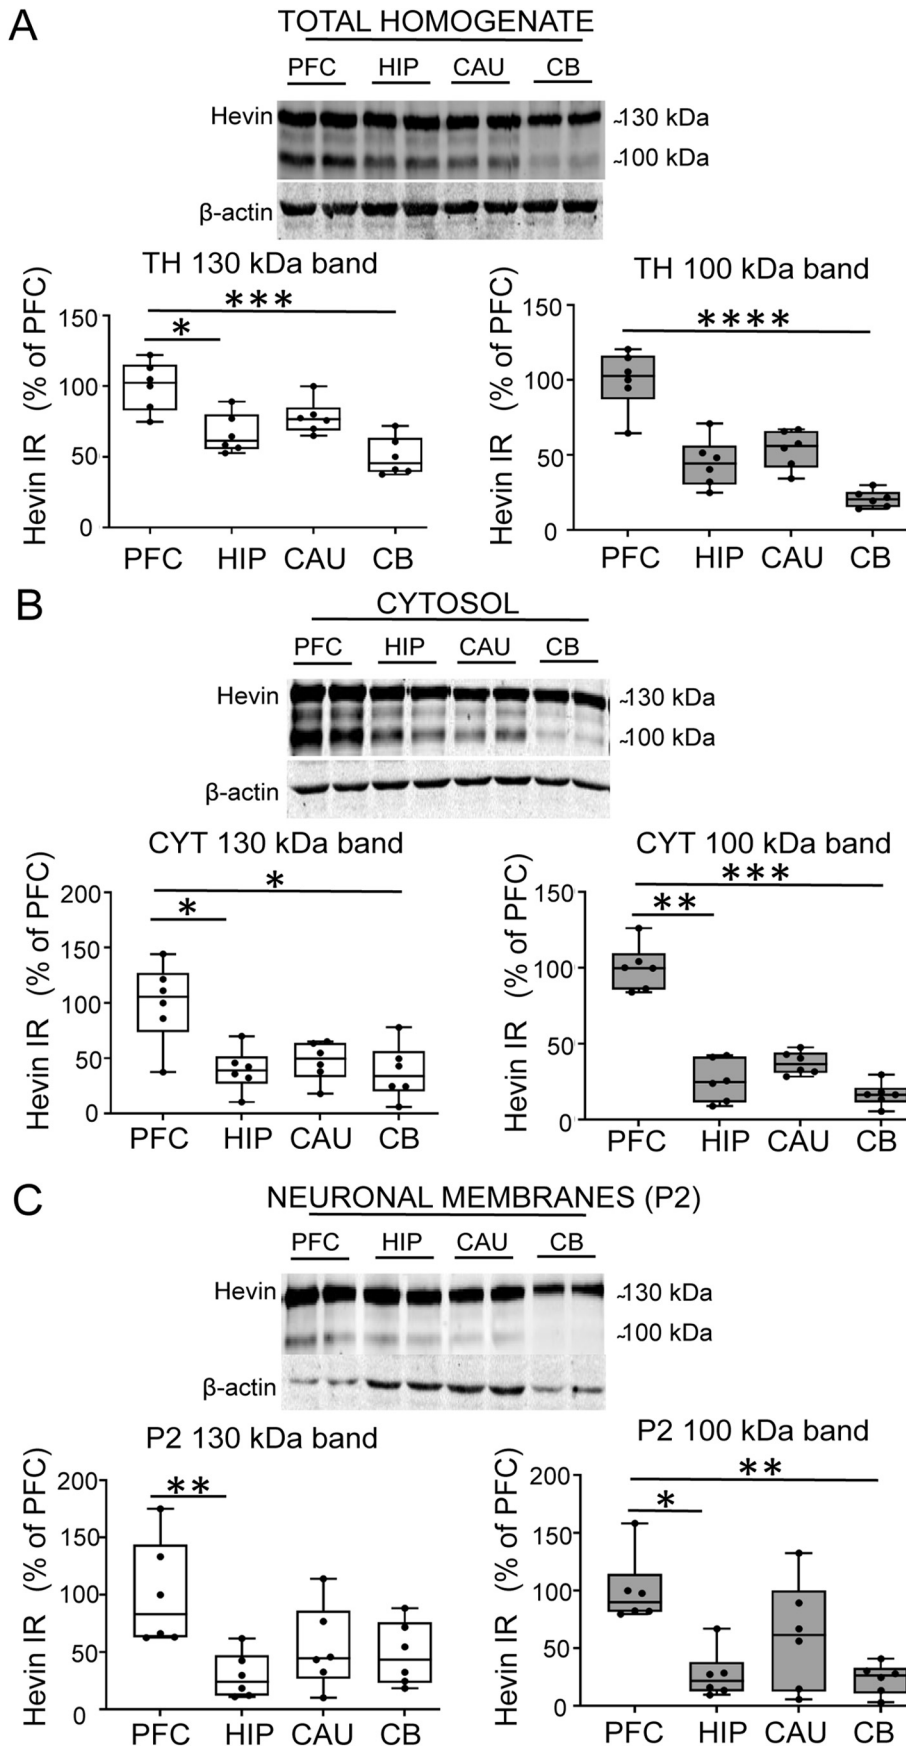 A
TOTAL HOMOGENATE
PFC HIP CAU CB
Hevin ~130 kDa
~100 kDa
β-actin
TH 130 kDa band
Hevin IR (% of PFC)
150
***
*
100
50
0
PFC HIP CAU CB
TH 100 kDa band
Hevin IR (% of PFC)
150
****
100
50
0
PFC HIP CAU CB
B
CYTOSOL
PFC HIP CAU CB
Hevin ~130 kDa
~100 kDa
β-actin
CYT 130 kDa band
Hevin IR (% of PFC)
200
*
*
150
100
50
0
PFC HIP CAU CB
CYT 100 kDa band
Hevin IR (% of PFC)
150
***
**
100
50
0
PFC HIP CAU CB
C
NEURONAL MEMBRANES (P2)
PFC HIP CAU CB
Hevin ~130 kDa
~100 kDa
β-actin
P2 130 kDa band
Hevin IR (% of PFC)
200
**
150
100
50
0
PFC HIP CAU CB
P2 100 kDa band
Hevin IR (% of PFC)
200
**
*
150
100
50
0
PFC HIP CAU CB